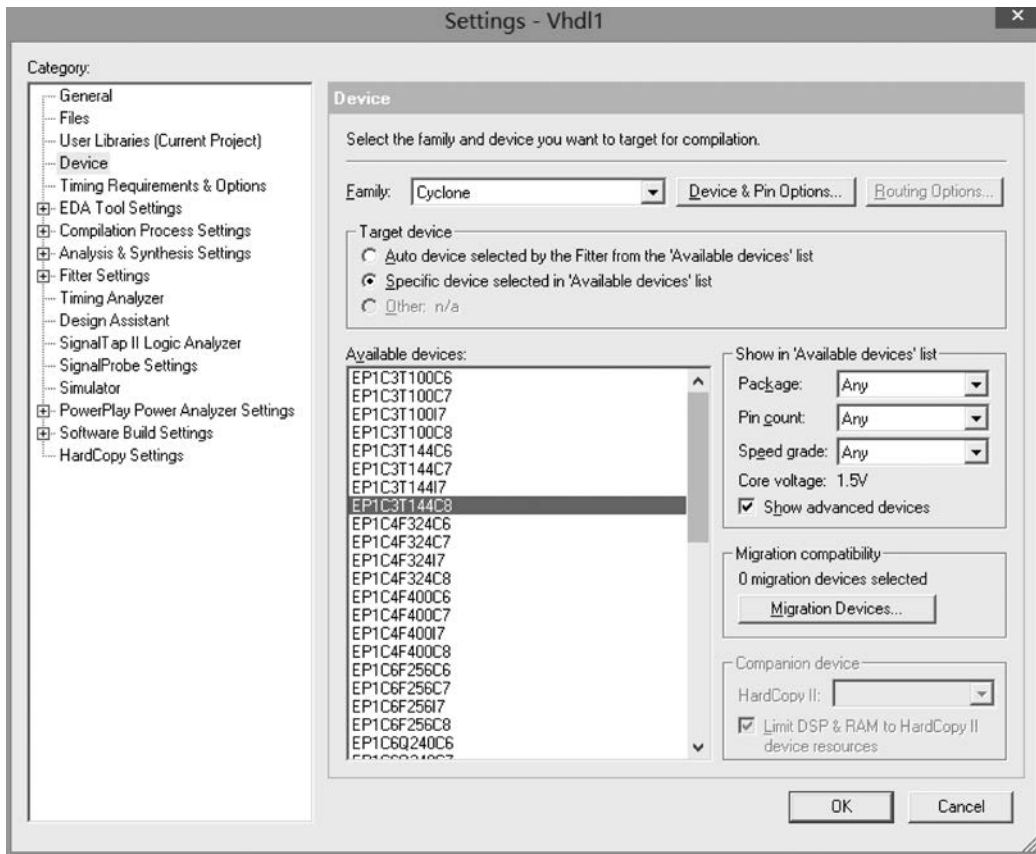 Settings - Vhdl1
x
Category:
General
Files
User Libraries (Current Project)
Device
Timing Requirements & Options
EDA Tool Settings
Compilation Process Settings
Analysis & Synthesis Settings
Fitter Settings
Timing Analyzer
Design Assistant
SignalTap II Logic Analyzer
SignalProbe Settings
Simulator
PowerPlay Power Analyzer Settings
Software Build Settings
HardCopy Settings
Device
Select the family and device you want to target for compilation.
Family: Cyclone Device & Pin Options... Routing Options...
Target device
Auto device selected by the Fitter from the 'Available devices' list
Specific device selected in 'Available devices' list
Other: n/a
Available devices:
EP1C3T100C6
EP1C3T100C7
EP1C3T100I7
EP1C3T100C8
EP1C3T144C6
EP1C3T144C7
EP1C3T144I7
EP1C3T144C8
EP1C4F324C6
EP1C4F324C7
EP1C4F324I7
EP1C4F324C8
EP1C4F400C6
EP1C4F400C7
EP1C4F400I7
EP1C4F400C8
EP1C6F256C6
EP1C6F256C7
EP1C6F256I7
EP1C6F256C8
EP1C6Q240C6
Show in 'Available devices' list
Package: Any
Pin count: Any
Speed grade: Any
Core voltage: 1.5V
Show advanced devices
Migration compatibility
0 migration devices selected
Migration Devices...
Companion device
HardCopy II:
Limit DSP & RAM to HardCopy II
device resources
OK Cancel